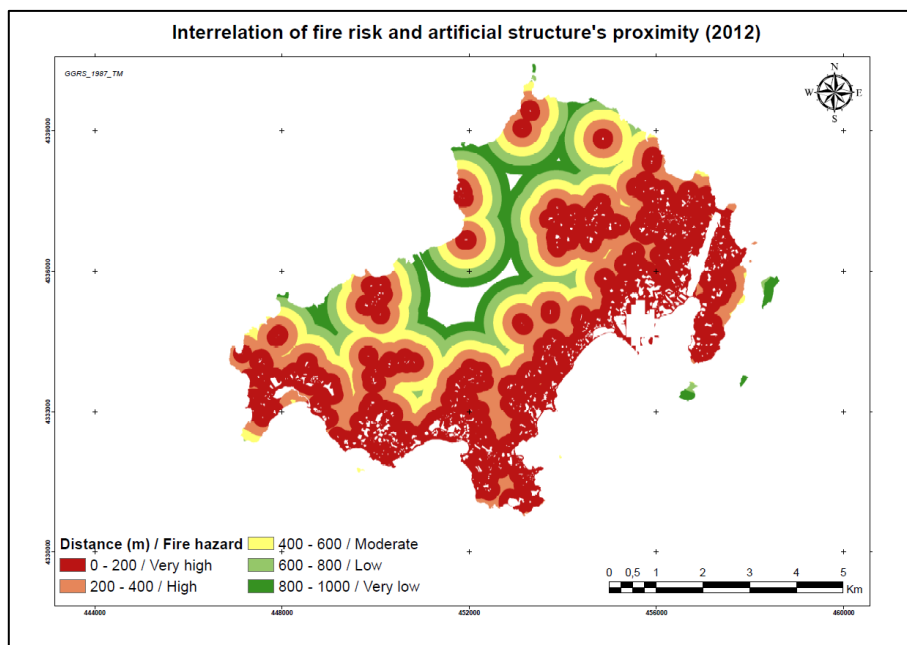 Interrelation of fire risk and artificial structure's proximity (2012)
GGRS_1987_TM
N
W E
S
4339000
4336000
4333000
4330000
Distance (m) / Fire hazard
0 - 200 / Very high
200 - 400 / High
400 - 600 / Moderate
600 - 800 / Low
800 - 1000 / Very low
0 0,5 1 2 3 4 5
Km
444000 448000 452000 456000 460000